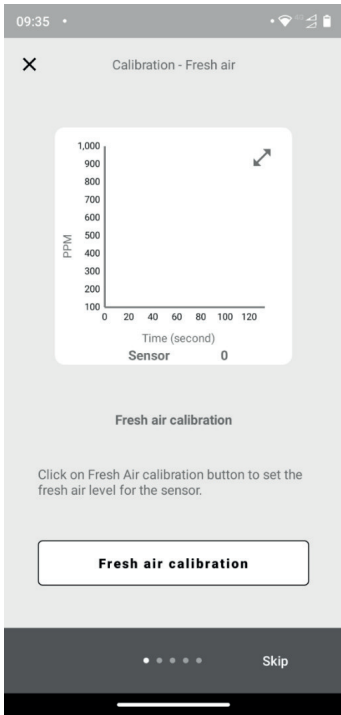 09:35
Calibration - Fresh air
1,000
900
800
700
600
500
400
300
200
100
PPM
0 20 40 60 80 100 120
Time (second)
Sensor 0
Fresh air calibration
Click on Fresh Air calibration button to set the
fresh air level for the sensor.
Fresh air calibration
Skip